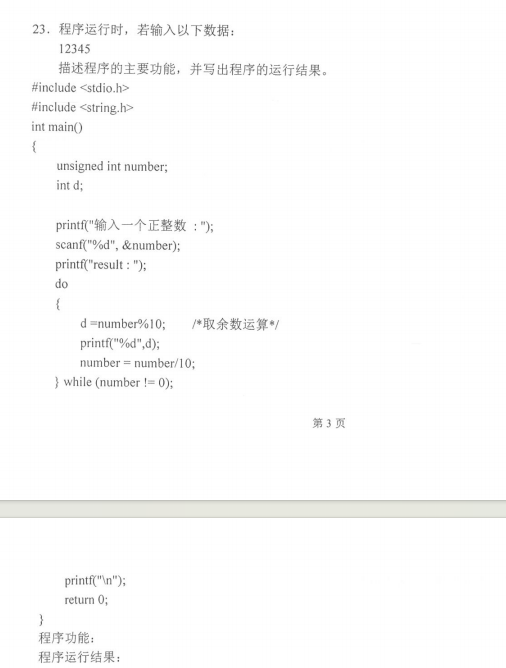 23. 程序运行时，若输入以下数据：
12345
描述程序的主要功能，并写出程序的运行结果。
#include <stdio.h>
#include <string.h>
int main()
{
unsigned int number;
int d;
printf("输入一个正整数 : ");
scanf("%d", &number);
printf("result : ");
do
{
d =number%10; /*取余数运算*/
printf("%d",d);
number = number/10;
} while (number != 0);
第 3 页
printf("\n");
return 0;
}
程序功能：
程序运行结果：